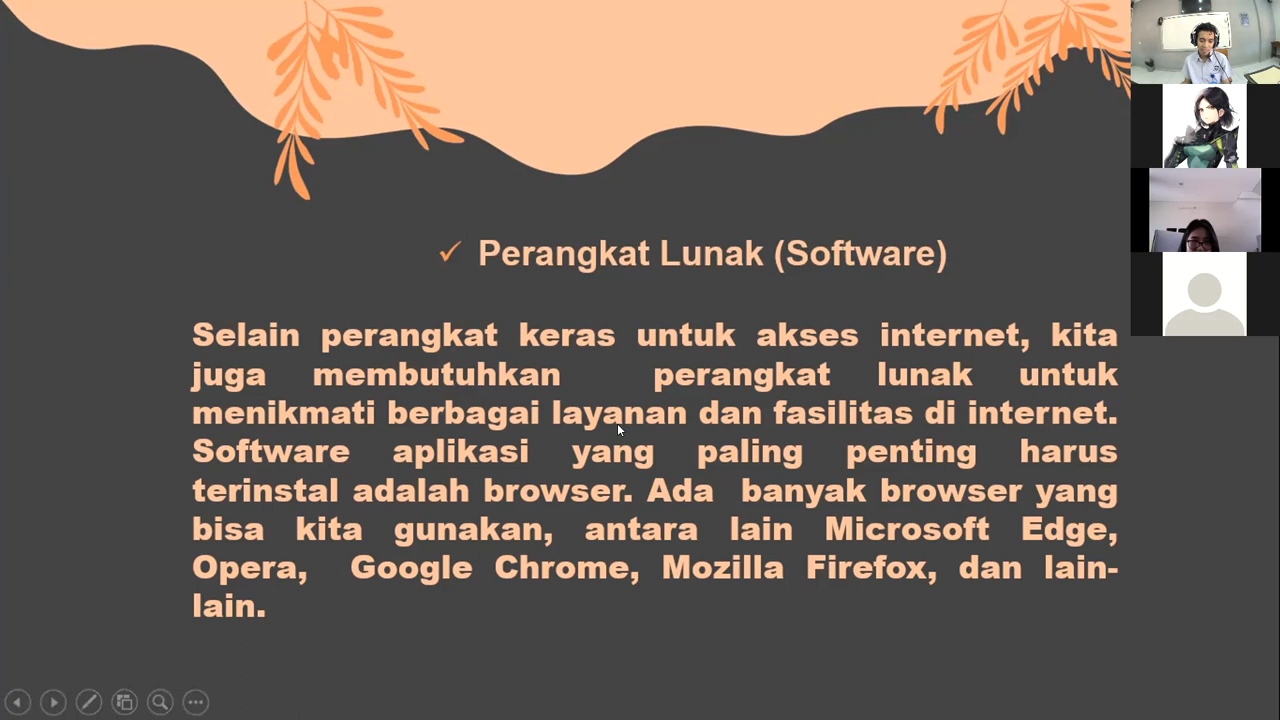 ✓ Perangkat Lunak (Software)
Selain perangkat keras untuk akses internet, kita
juga membutuhkan perangkat lunak untuk
menikmati berbagai layanan dan fasilitas di internet.
Software aplikasi yang paling penting harus
terinstal adalah browser. Ada banyak browser yang
bisa kita gunakan, antara lain Microsoft Edge,
Opera, Google Chrome, Mozilla Firefox, dan lain-
lain.